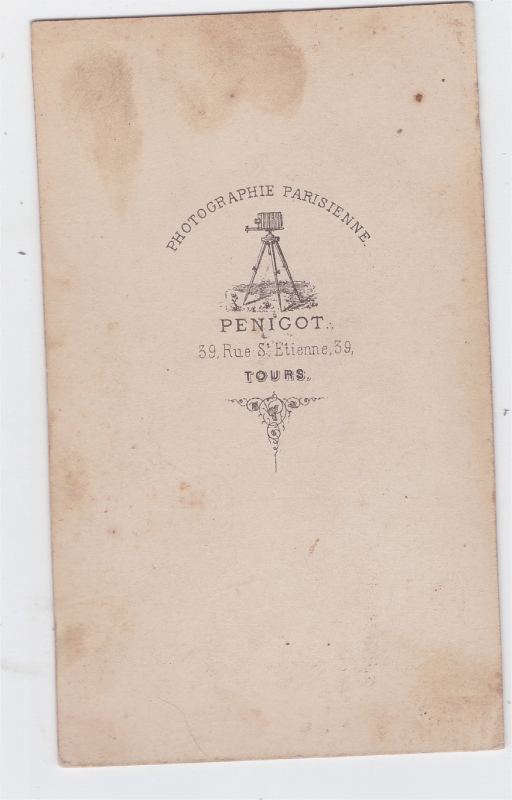 PHOTOGRAPHIE PARISIENNE.
PENIGOT.
39, Rue St. Etienne, 39,
TOURS.